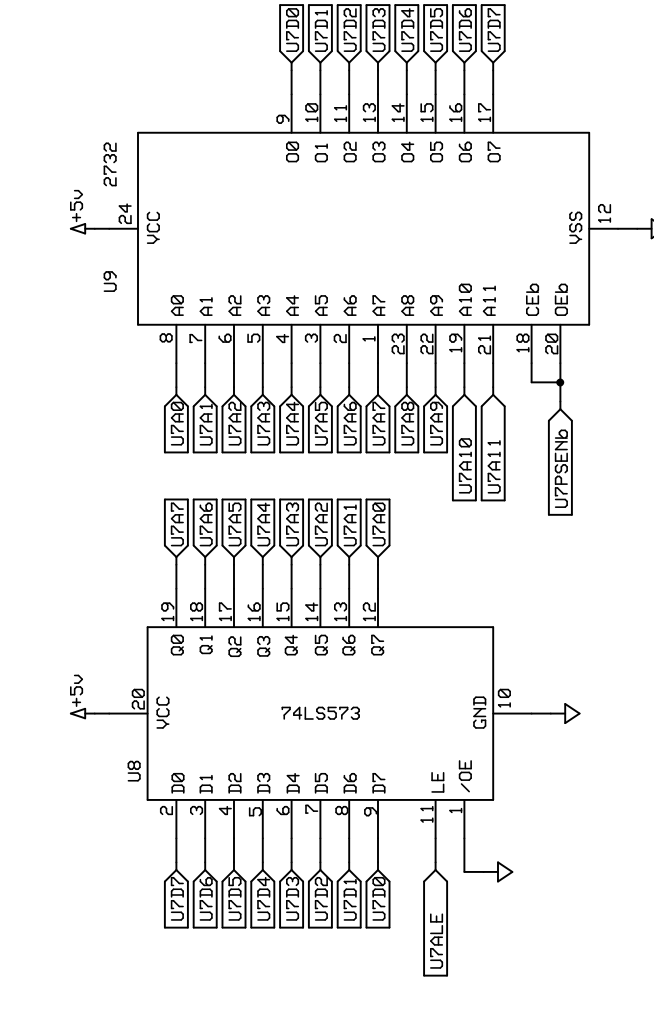 +5v
U8
20
VCC
U7D7 2 D0 Q0 19 U7A7
U7D6 3 D1 Q1 18 U7A6
U7D5 4 D2 Q2 17 U7A5
U7D4 5 D3 Q3 16 U7A4
U7D3 6 D4 Q4 15 U7A3
74LS573
U7D2 7 D5 Q5 14 U7A2
U7D1 8 D6 Q6 13 U7A1
U7D0 9 D7 Q7 12 U7A0
U7ALE 11 LE
1 /OE
GND
10
+5v
U9 2732
24
VCC
U7A0 8 A0
U7A1 7 A1
U7A2 6 A2
U7A3 5 A3
U7A4 4 A4 O0 9 U7D0
U7A5 3 A5 O1 10 U7D1
U7A6 2 A6 O2 11 U7D2
U7A7 1 A7 O3 13 U7D3
U7A8 23 A8 O4 14 U7D4
U7A9 22 A9 O5 15 U7D5
U7A10 19 A10 O6 16 U7D6
U7A11 21 A11 O7 17 U7D7
18 CEb
U7PSENb 20 OEb
VSS
12